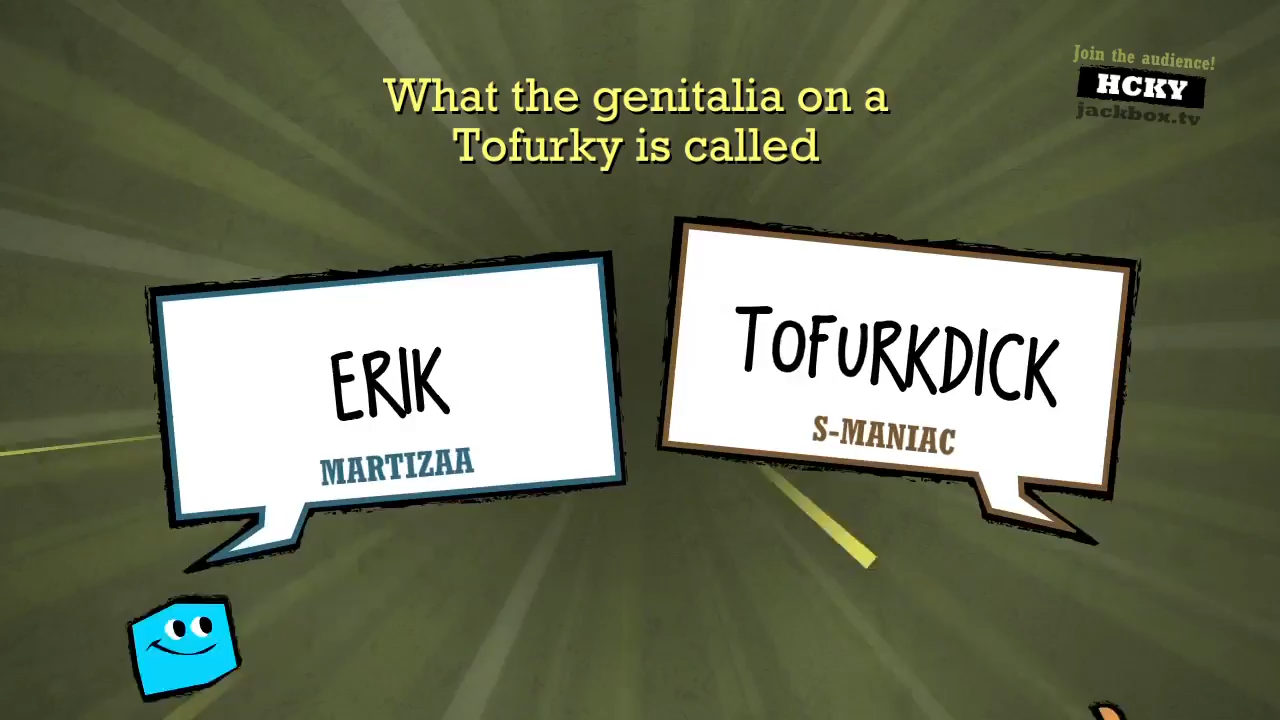 Join the audience!
HCKY
jackbox.tv
What the genitalia on a
Tofurky is called
ERIK
MARTIZAA
TOFURKDICK
S-MANIAC